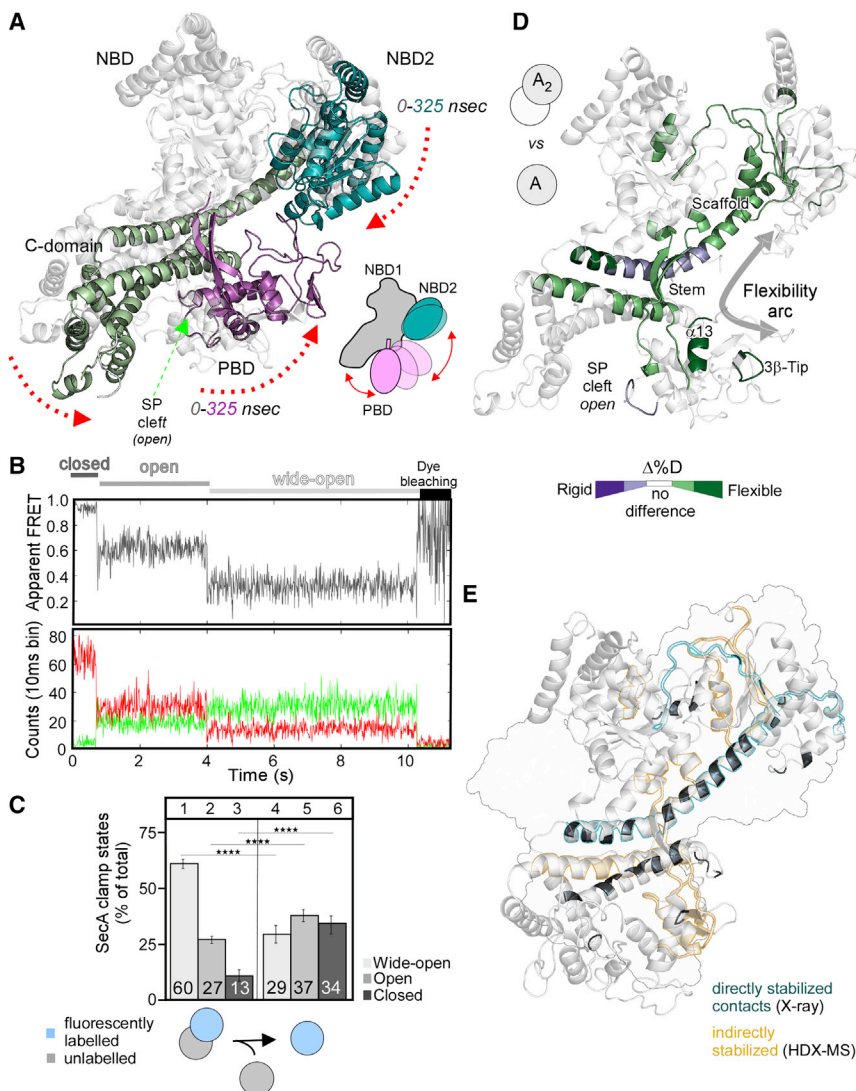 A
NBD
NBD2
0-325 nsec
C-domain
NBD1
NBD2
PBD
SP
cleft
(open)
0-325 nsec
PBD
D
A2
vs
A
Scaffold
Stem
Flexibility
arc
α13
3β-Tip
SP
cleft
open
Δ%D
Rigid
no
difference
Flexible
B
closed
open
wide-open
Dye
bleaching
Apparent FRET
1.0
0.8
0.6
0.4
0.2
Counts (10ms bin)
80
60
40
20
0
0
2
4
6
8
10
Time (s)
C
1 2 3 4 5 6
SecA clamp states
(% of total)
75
50
25
0
★★★★
★★★★
★★★★
60 27 13 29 37 34
Wide-open
Open
Closed
fluorescently
labelled
unlabelled
E
directly stabilized
contacts (X-ray)
indirectly
stabilized (HDX-MS)